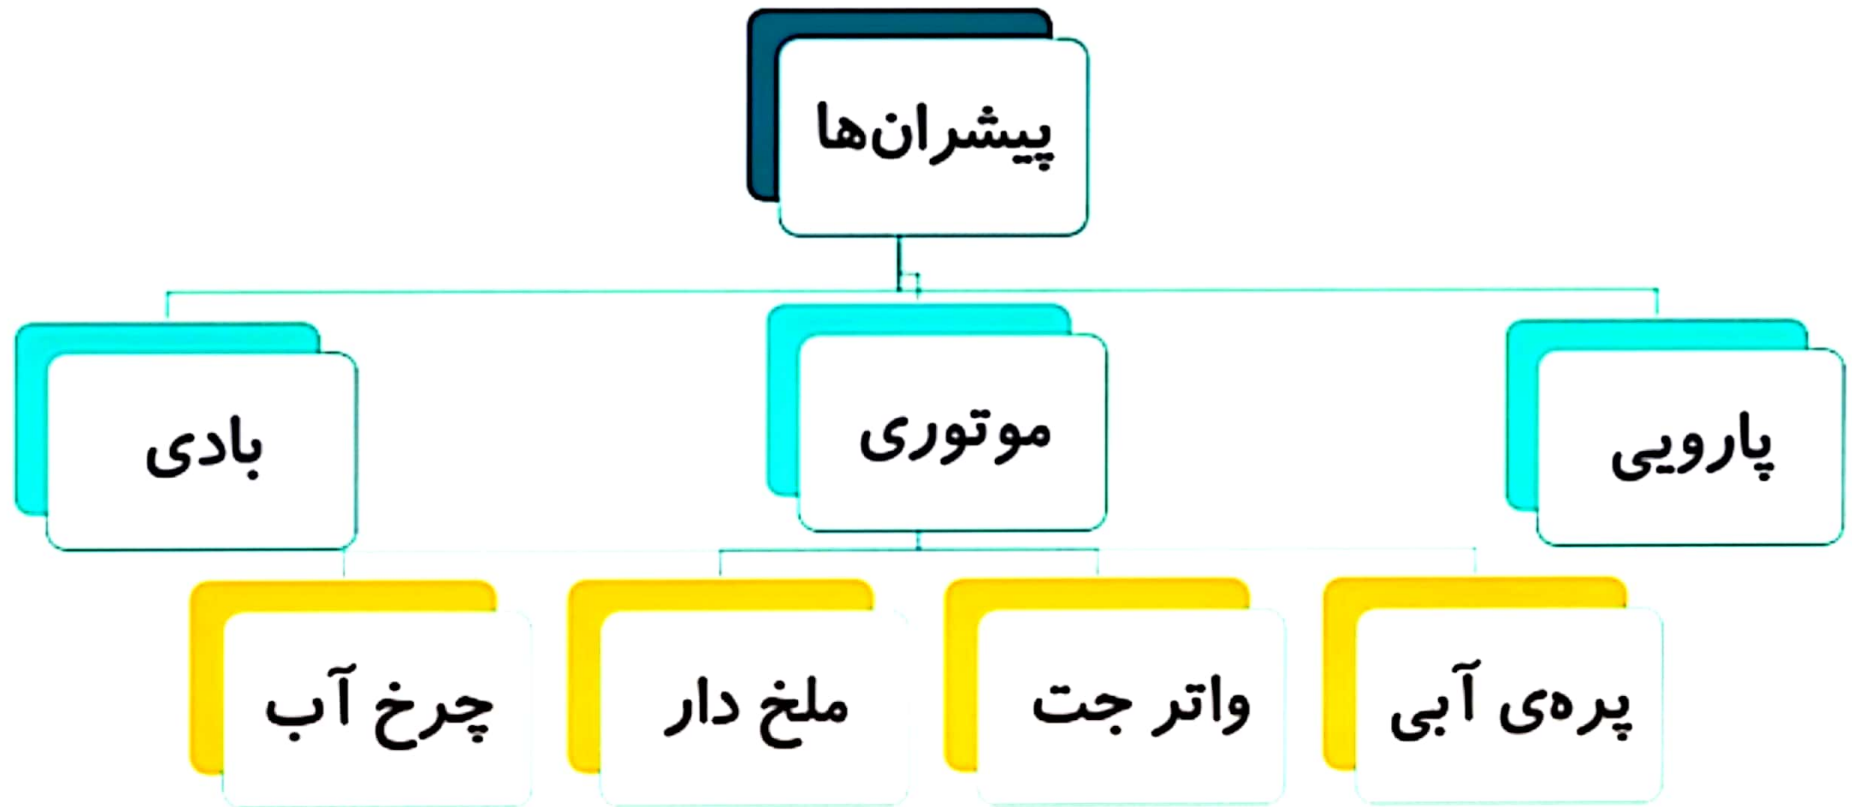 پیشران‌ها
پارویی
موتوری
بادی
پره‌ی آبی
واتر جت
ملخ دار
چرخ آب